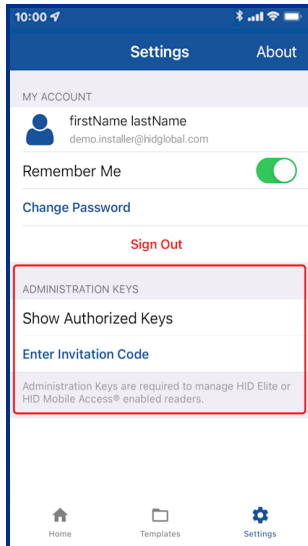 10:00
Settings
About
MY ACCOUNT
firstName lastName
demo.installer@hidglobal.com
Remember Me
Change Password
Sign Out
ADMINISTRATION KEYS
Show Authorized Keys
Enter Invitation Code
Administration Keys are required to manage HID Elite or
HID Mobile Access® enabled readers.
Home
Templates
Settings